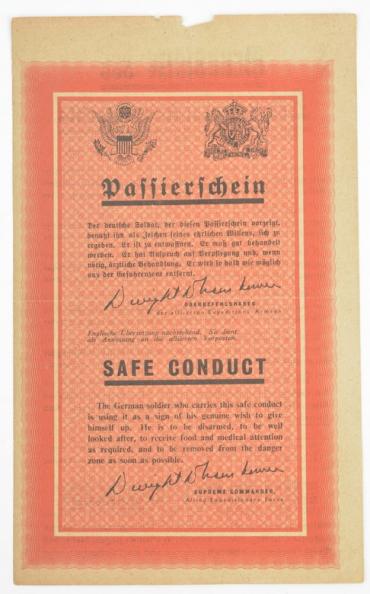 Passierschein
Der deutsche Soldat, der diesen Passierschein vorzeigt,
benutzt ihn als Zeichen seines ehrlichen Willens, sich zu
ergeben. Er ist zu entwaffnen. Er muß gut behandelt
werden. Er hat Anspruch auf Verpflegung und, wenn
nötig, ärztliche Behandlung. Er wird so bald wie möglich
aus der Gefahrenzone entfernt.
Dwight D Eisenhower
OBERBEFEHLSHABER
der alliierten Expeditions Armeen
Englische Übersetzung nachstehend. Sie dient
als Anweisung an die alliierten Vorposten.
SAFE CONDUCT
The German soldier who carries this safe conduct
is using it as a sign of his genuine wish to give
himself up. He is to be disarmed, to be well
looked after, to receive food and medical attention
as required, and to be removed from the danger
zone as soon as possible.
Dwight D Eisenhower
SUPREME COMMANDER,
Allied Expeditionary Force